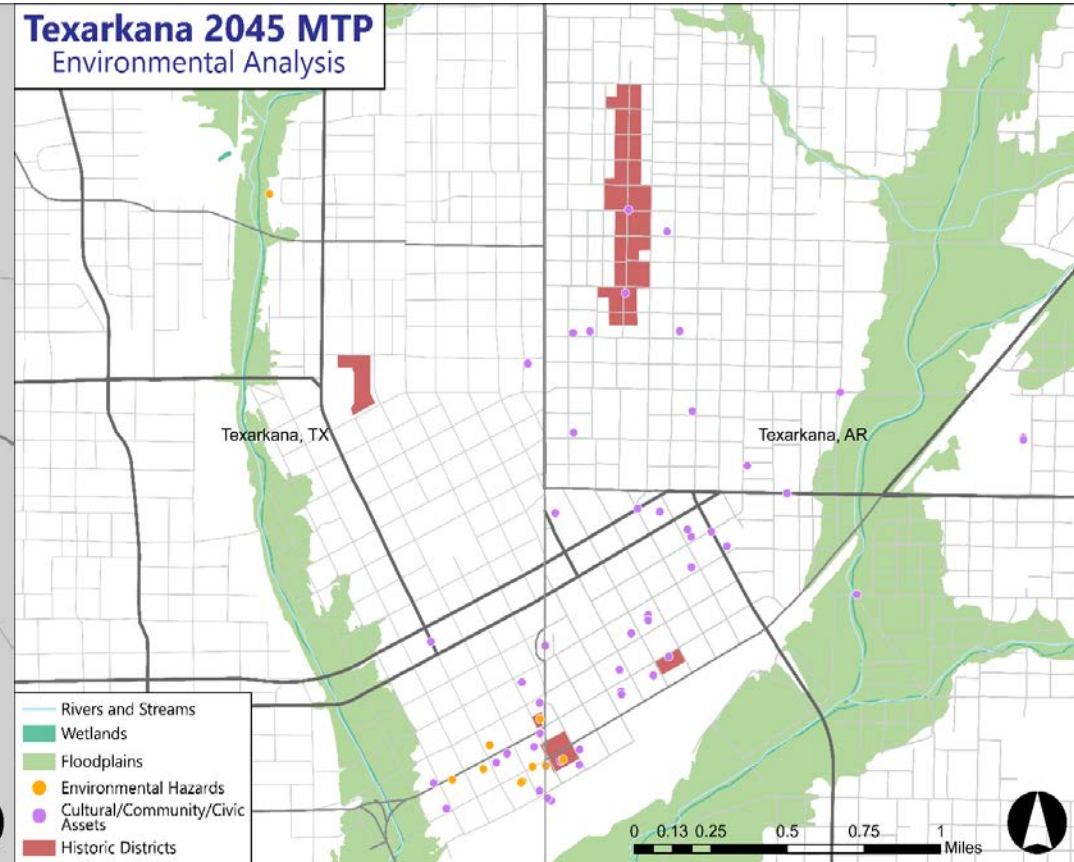 Texarkana 2045 MTP
Environmental Analysis
Texarkana, TX
Texarkana, AR
Rivers and Streams
Wetlands
Floodplains
Environmental Hazards
Cultural/Community/Civic
Assets
Historic Districts
0 0.13 0.25 0.5 0.75 1
Miles